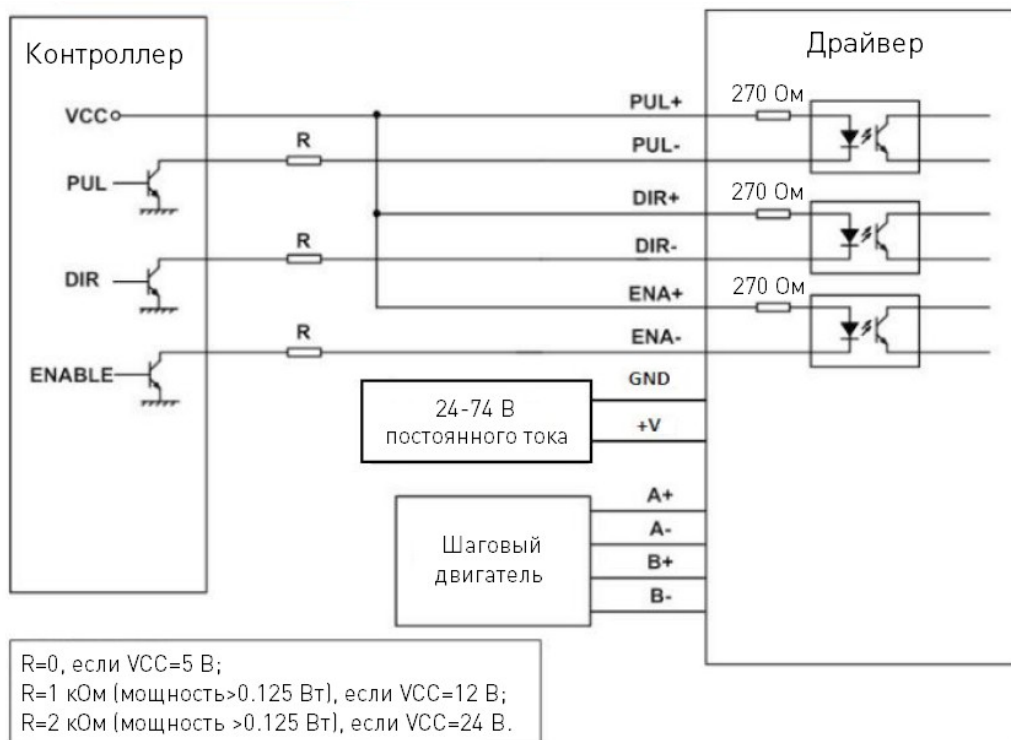 Контроллер
Драйвер
VCC
PUL+
270 Ом
R
PUL-
PUL
DIR+
270 Ом
R
DIR-
DIR
ENA+
270 Ом
R
ENA-
ENABLE
GND
24-74 В
постоянного тока
+V
A+
A-
Шаговый
двигатель
B+
B-
R=0, если VCC=5 В;
R=1 кОм (мощность>0.125 Вт), если VCC=12 В;
R=2 кОм (мощность >0.125 Вт), если VCC=24 В.